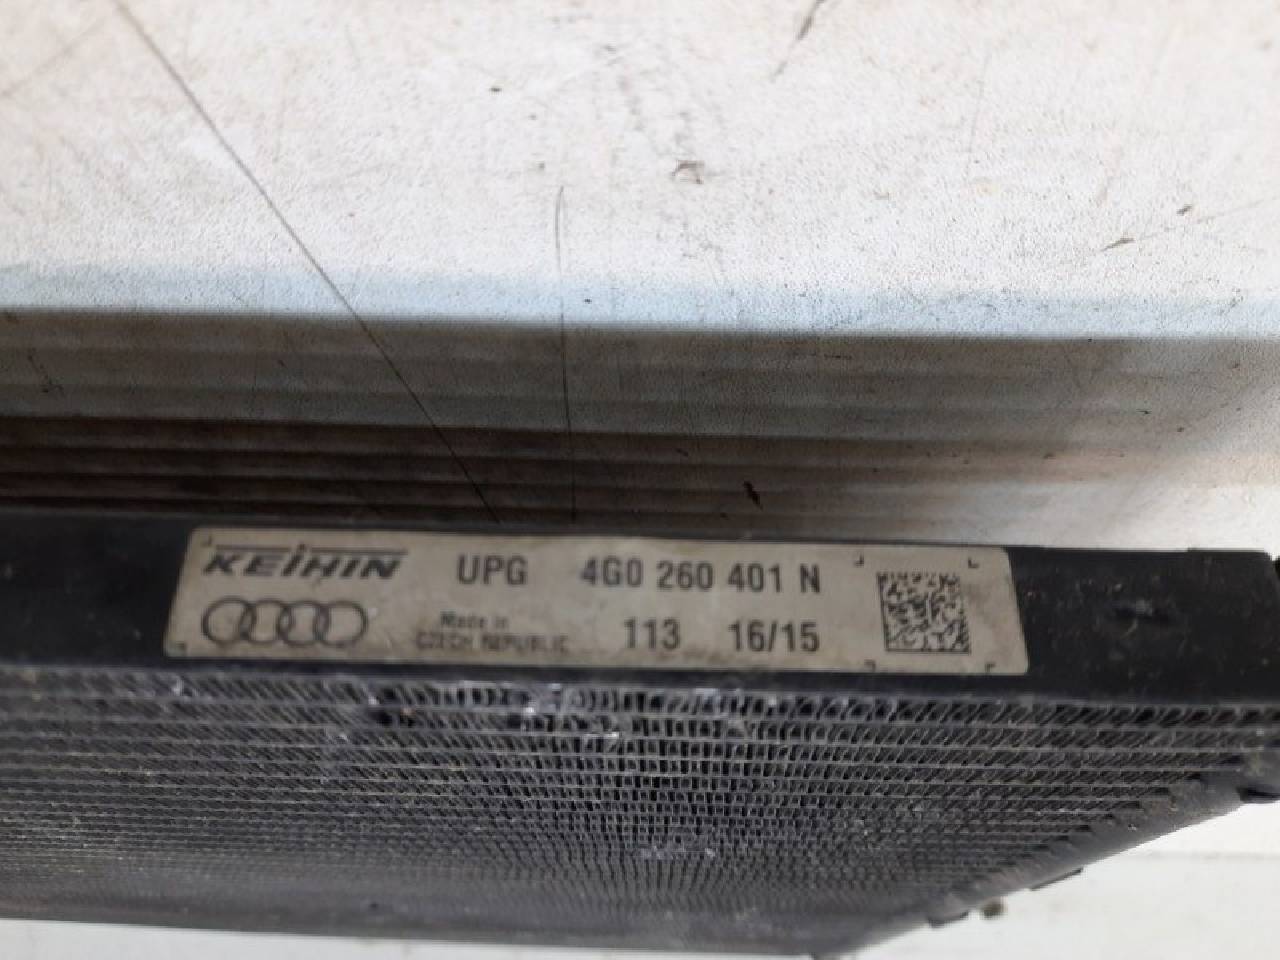 KEIHIN UPG 4G0 260 401 N
Made in
CZECH REPUBLIC 113 16/15